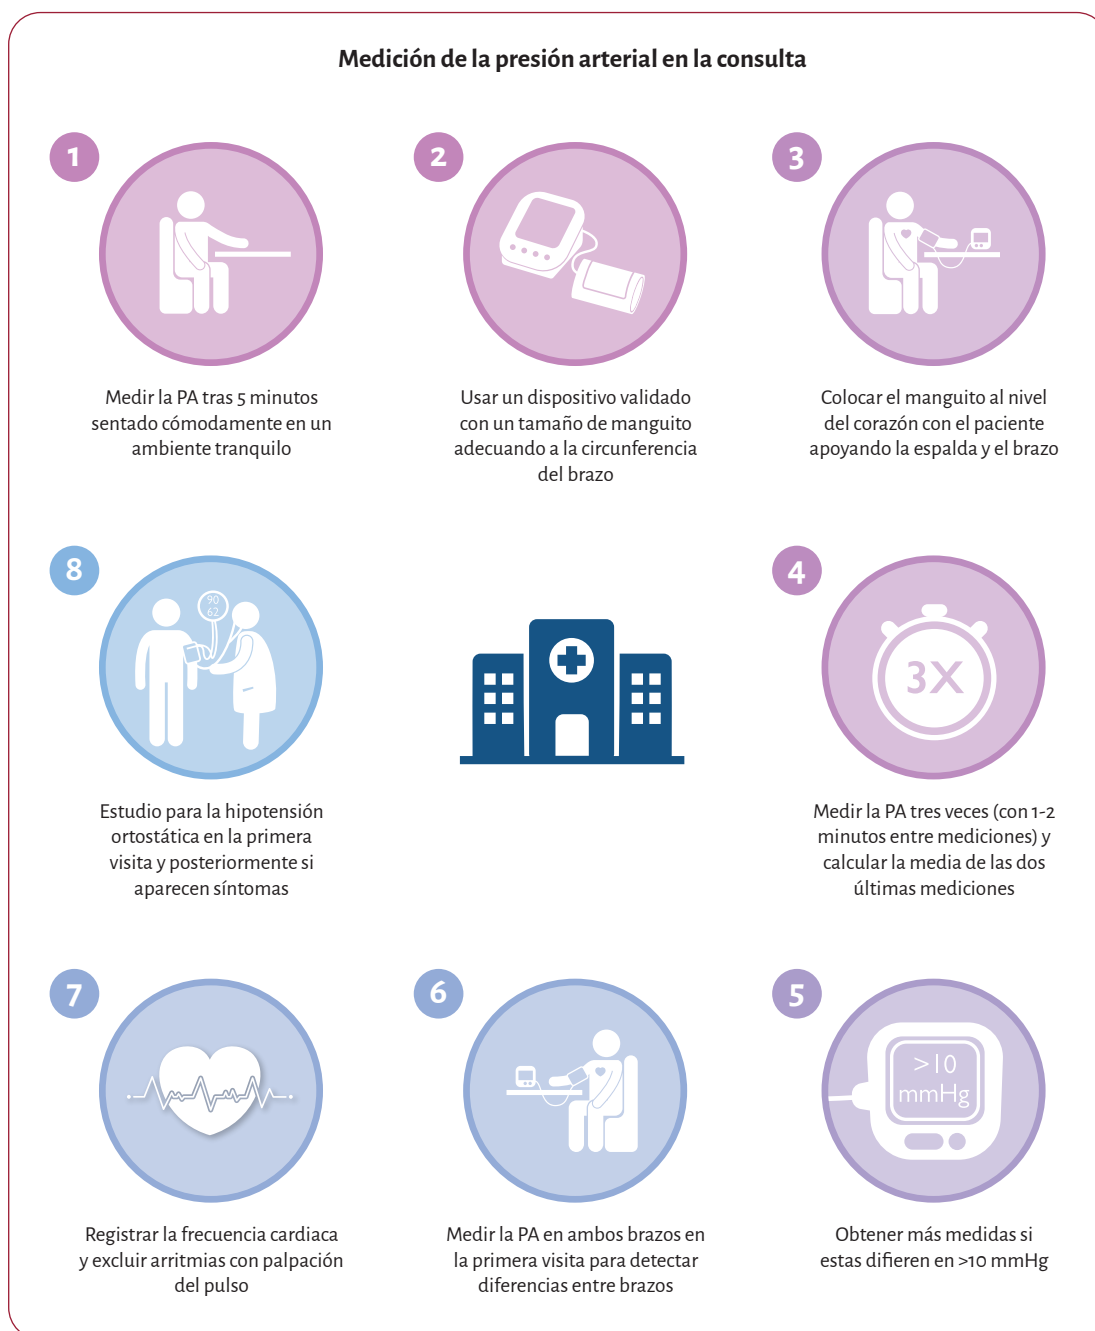 Medición de la presión arterial en la consulta
1
Medir la PA tras 5 minutos
sentado cómodamente en un
ambiente tranquilo
2
Usar un dispositivo validado
con un tamaño de manguito
adecuando a la circunferencia
del brazo
3
Colocar el manguito al nivel
del corazón con el paciente
apoyando la espalda y el brazo
4
3X
Medir la PA tres veces (con 1-2
minutos entre mediciones) y
calcular la media de las dos
últimas mediciones
5
>10
mmHg
Obtener más medidas si
estas difieren en >10 mmHg
6
Medir la PA en ambos brazos en
la primera visita para detectar
diferencias entre brazos
7
Registrar la frecuencia cardiaca
y excluir arritmias con palpación
del pulso
8
90
62
Estudio para la hipotensión
ortostática en la primera
visita y posteriormente si
aparecen síntomas